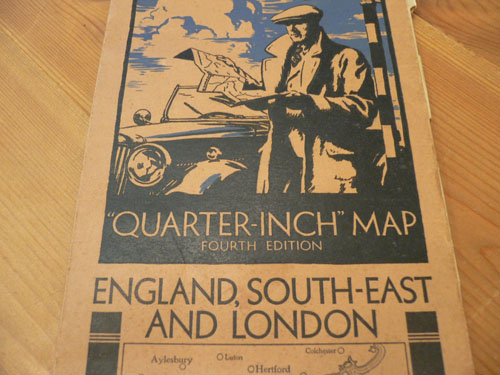 "QUARTER-INCH" MAP
FOURTH EDITION
ENGLAND, SOUTH-EAST
AND LONDON
Colchester
Aylesbury
Luton
Hertford